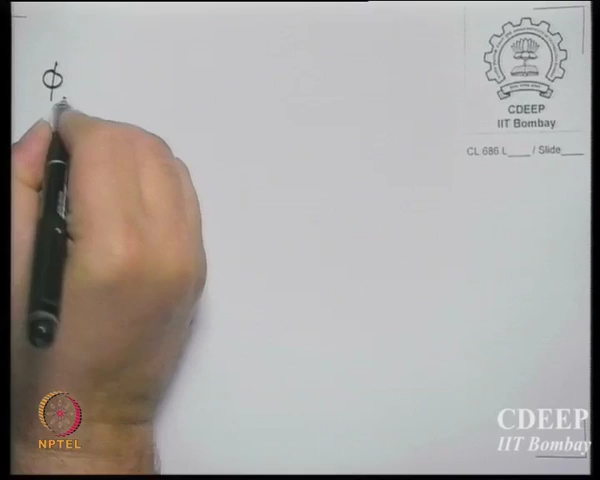 ϕ
CDEEP
IIT Bombay
CL 686 L____ / Slide____
NPTEL
CDEEP
IIT Bombay